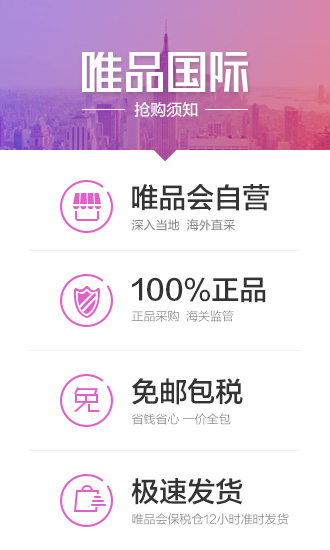 唯品国际
抢购须知
唯品会自营
深入当地 海外直采
100%正品
正品采购 海关监管
免
免邮包税
省钱省心 一价全包
极速发货
唯品会保税仓12小时准时发货